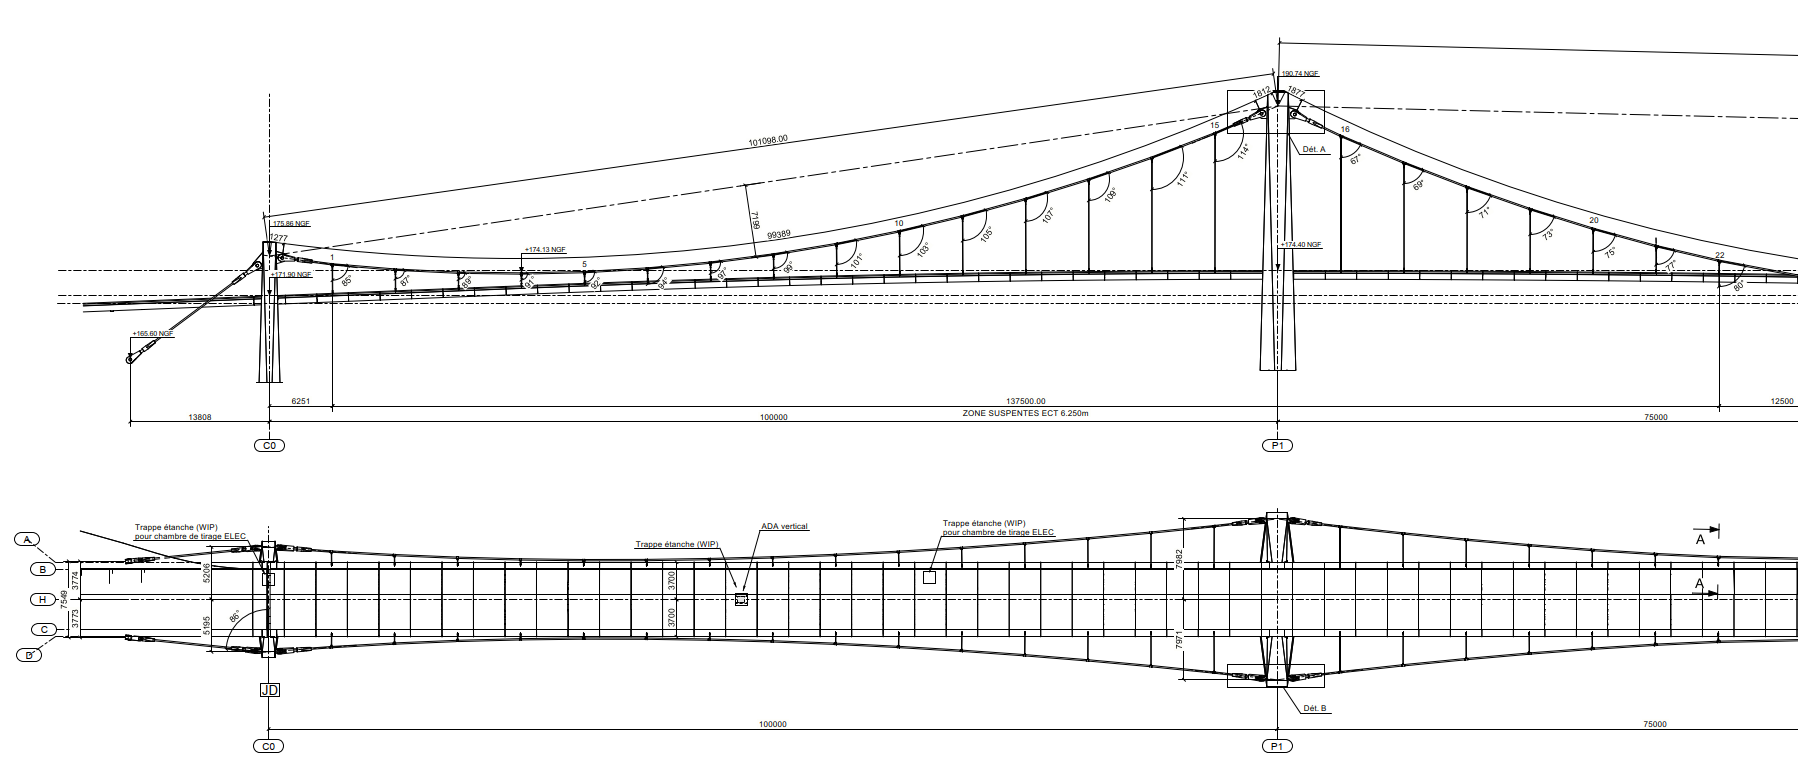 190.74 NGF
1812
1877
15
16
Dét. A
114°
67°
101098.00
111°
69°
109°
71°
175.86 NGF
7199
99389
10
107°
20
1277
+174.13 NGF
105°
73°
+174.40 NGF
1
5
103°
75°
22
+171.90 NGF
85°
87°
89°
91°
92°
94°
97°
99°
101°
77°
80°
+165.60 NGF
6251
137500.00
12500
13808
100000
ZONE SUSPENTES ECT 6.250m
75000
C0
P1
Trappe étanche (WIP)
pour chambre de tirage ELEC
ADA vertical
Trappe étanche (WIP)
Trappe étanche (WIP)
pour chambre de tirage ELEC
A
A
B
3774
5206
3700
7982
A
H
7549
3773
86°
5195
3700
7971
C
D
JD
Dét. B
100000
75000
C0
P1